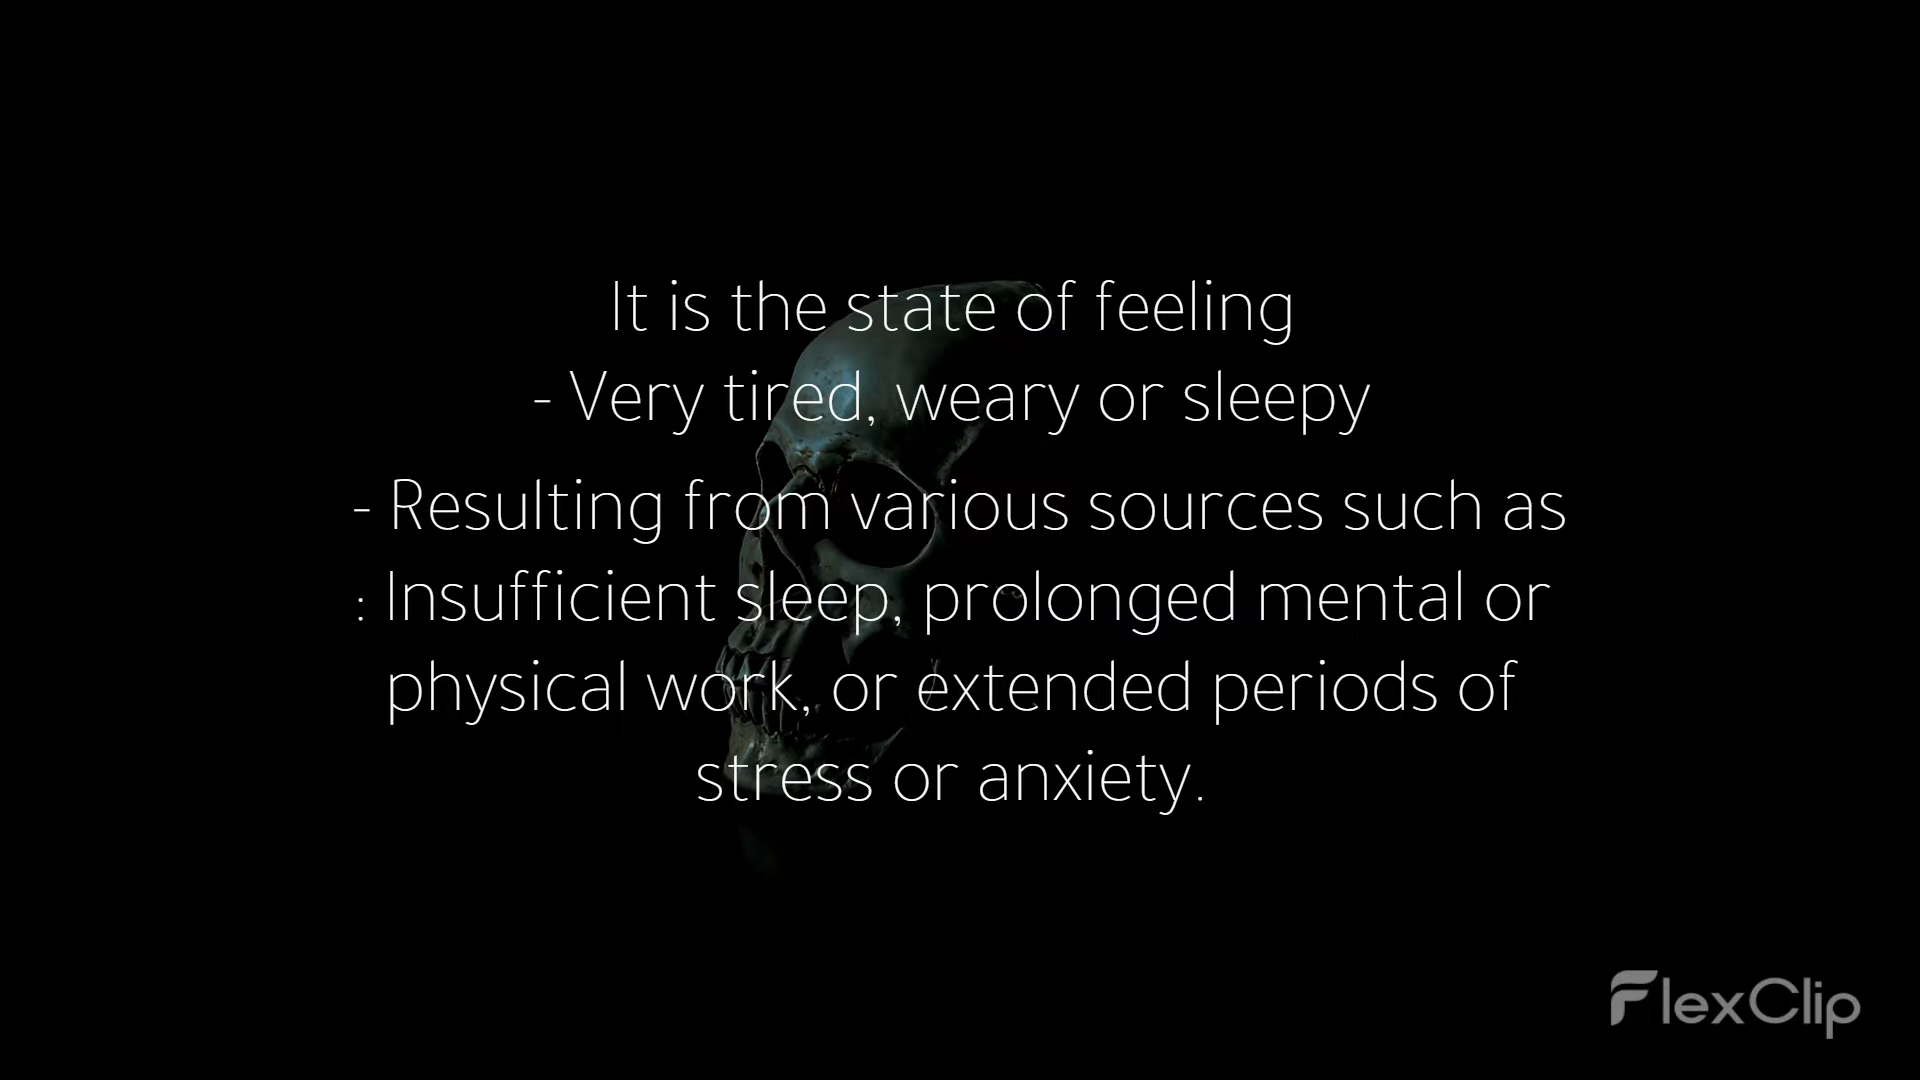 It is the state of feeling
- Very tired, weary or sleepy
- Resulting from various sources such as
: Insufficient sleep, prolonged mental or
physical work, or extended periods of
stress or anxiety.
FlexClip